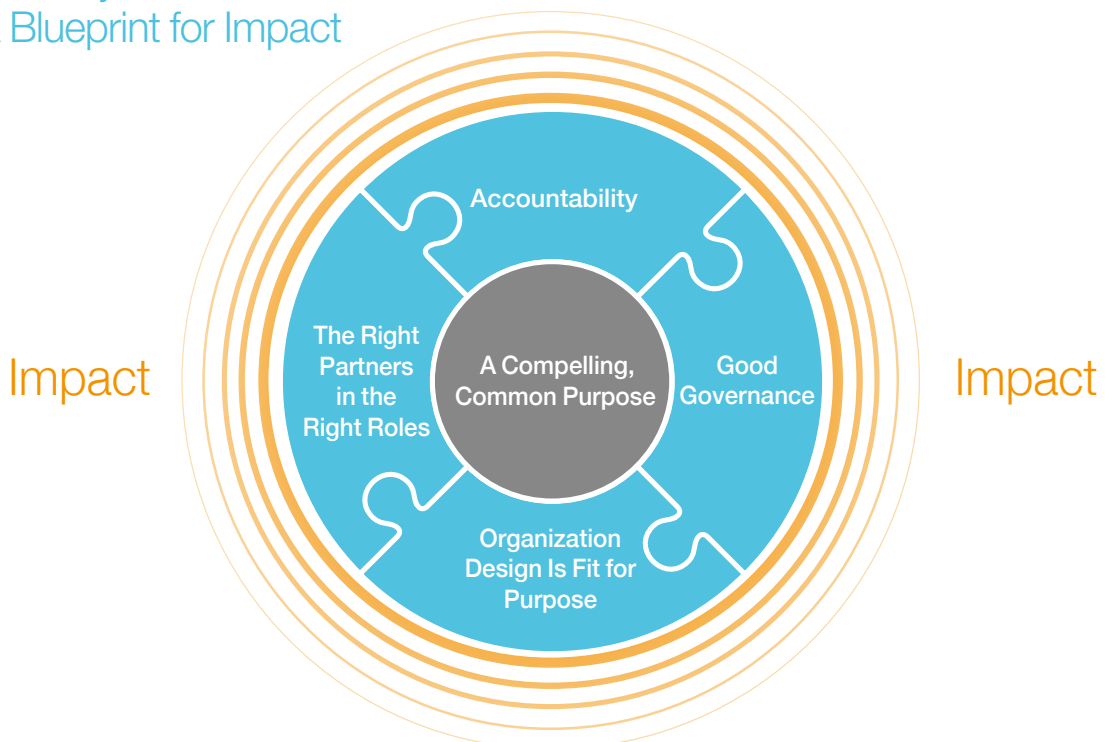 Blueprint for Impact
Accountability
The Right
Partners
in the
Right Roles
A Compelling,
Common Purpose
Good
Governance
Organization
Design Is Fit for
Purpose
Impact
Impact